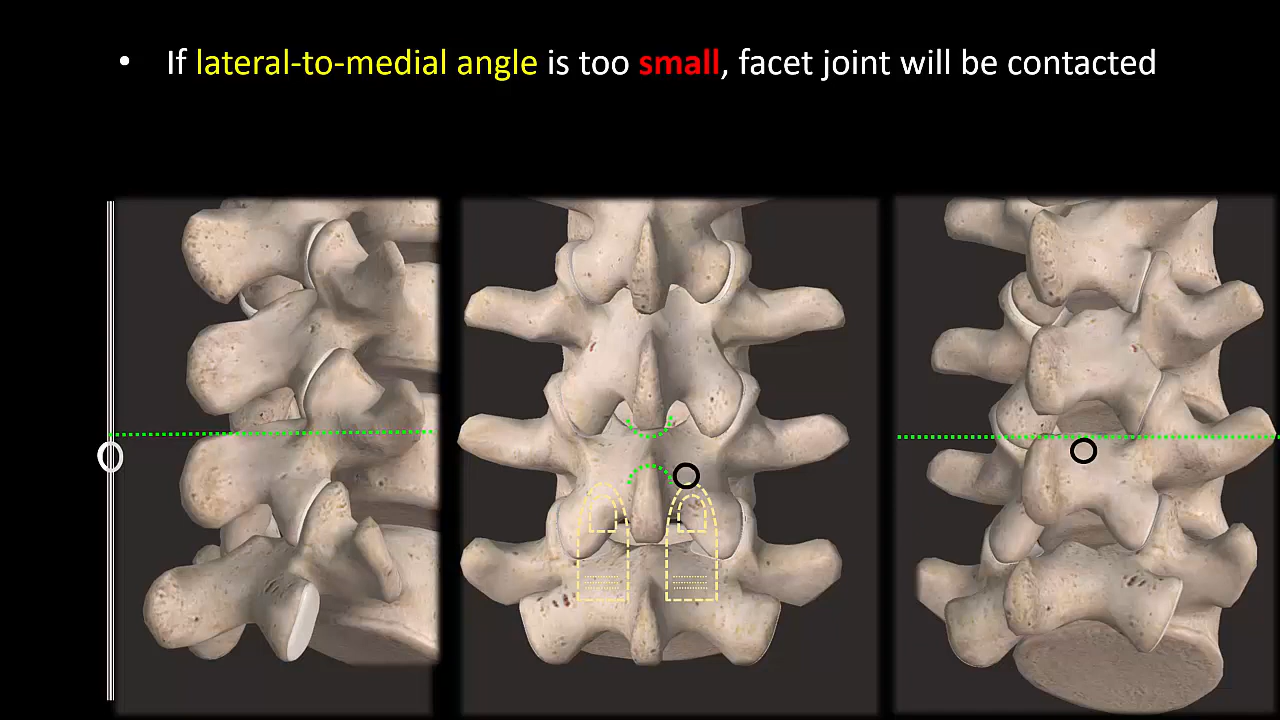 • If lateral-to-medial angle is too small, facet joint will be contacted